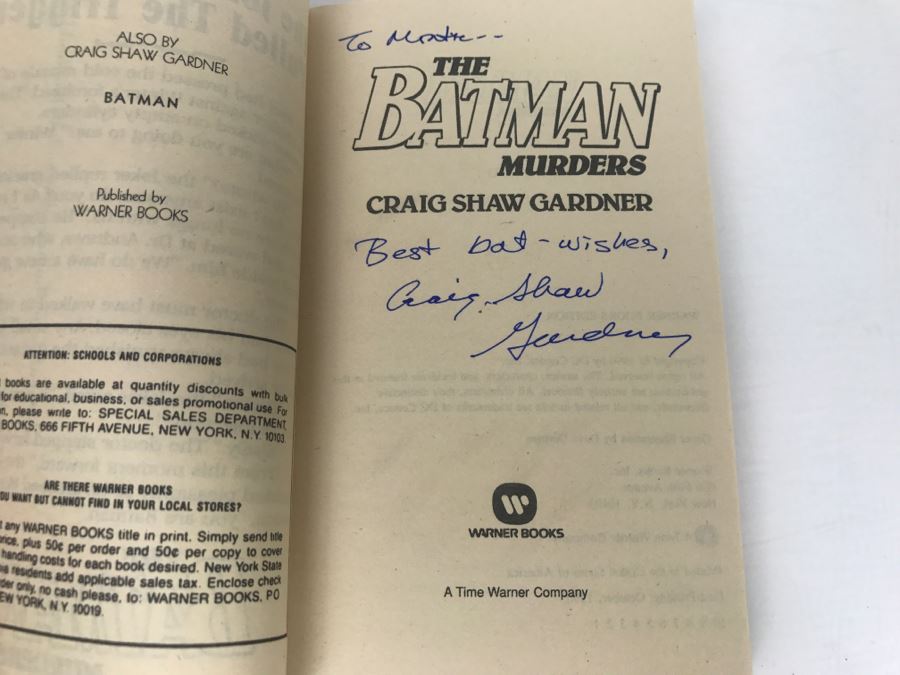 ALSO BY
CRAIG SHAW GARDNER
BATMAN
Published by
WARNER BOOKS
ATTENTION: SCHOOLS AND CORPORATIONS
books are available at quantity discounts with bulk
for educational, business, or sales promotional use For
please write to: SPECIAL SALES DEPARTMENT,
BOOKS, 666 FIFTH AVENUE, NEW YORK, N.Y. 10103
ARE THERE WARNER BOOKS
YOU WANT BUT CANNOT FIND IN YOUR LOCAL STORES?
any WARNER BOOKS title in print. Simply send title
price, plus 50¢ per order and 50¢ per copy to cover
handling costs for each book desired. New York State
residents add applicable sales tax. Enclose check
order only, no cash please, to: WARNER BOOKS, PO
NEW YORK, N.Y. 10019.
To
THE
BATMAN
MURDERS
CRAIG SHAW GARDNER
Best bat-wishes,
Craig Shaw
Gardner
WARNER BOOKS
A Time Warner Company